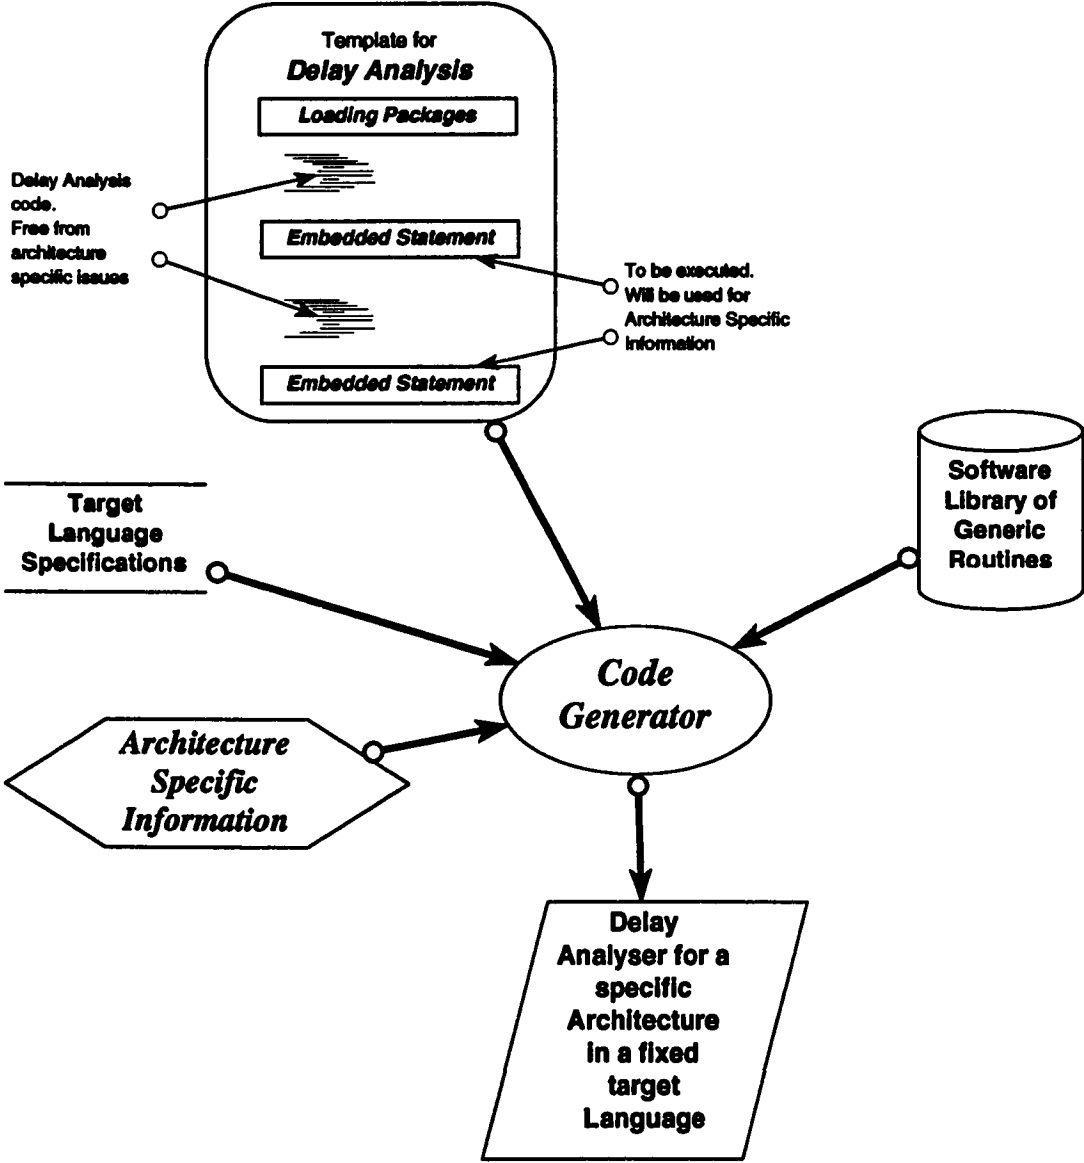 Template for
Delay Analysis
Loading Packages
Delay Analysis
code.
Free from
architecture
specific issues
Embedded Statement
To be executed.
Will be used for
Architecture Specific
Information
Embedded Statement
Software
Library of
Generic
Routines
Target
Language
Specifications
Code
Generator
Architecture
Specific
Information
Delay
Analyser for a
specific
Architecture
in a fixed
target
Language